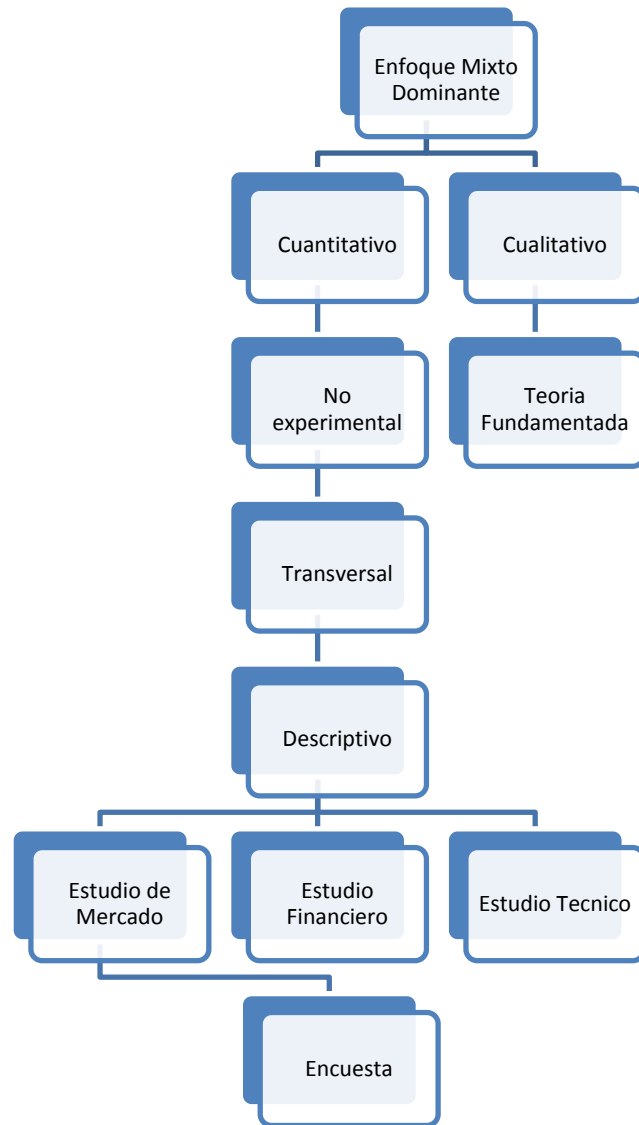 Enfoque Mixto
Dominante
Cuantitativo
Cualitativo
No
experimental
Teoria
Fundamentada
Transversal
Descriptivo
Estudio de
Mercado
Estudio
Financiero
Estudio Tecnico
Encuesta